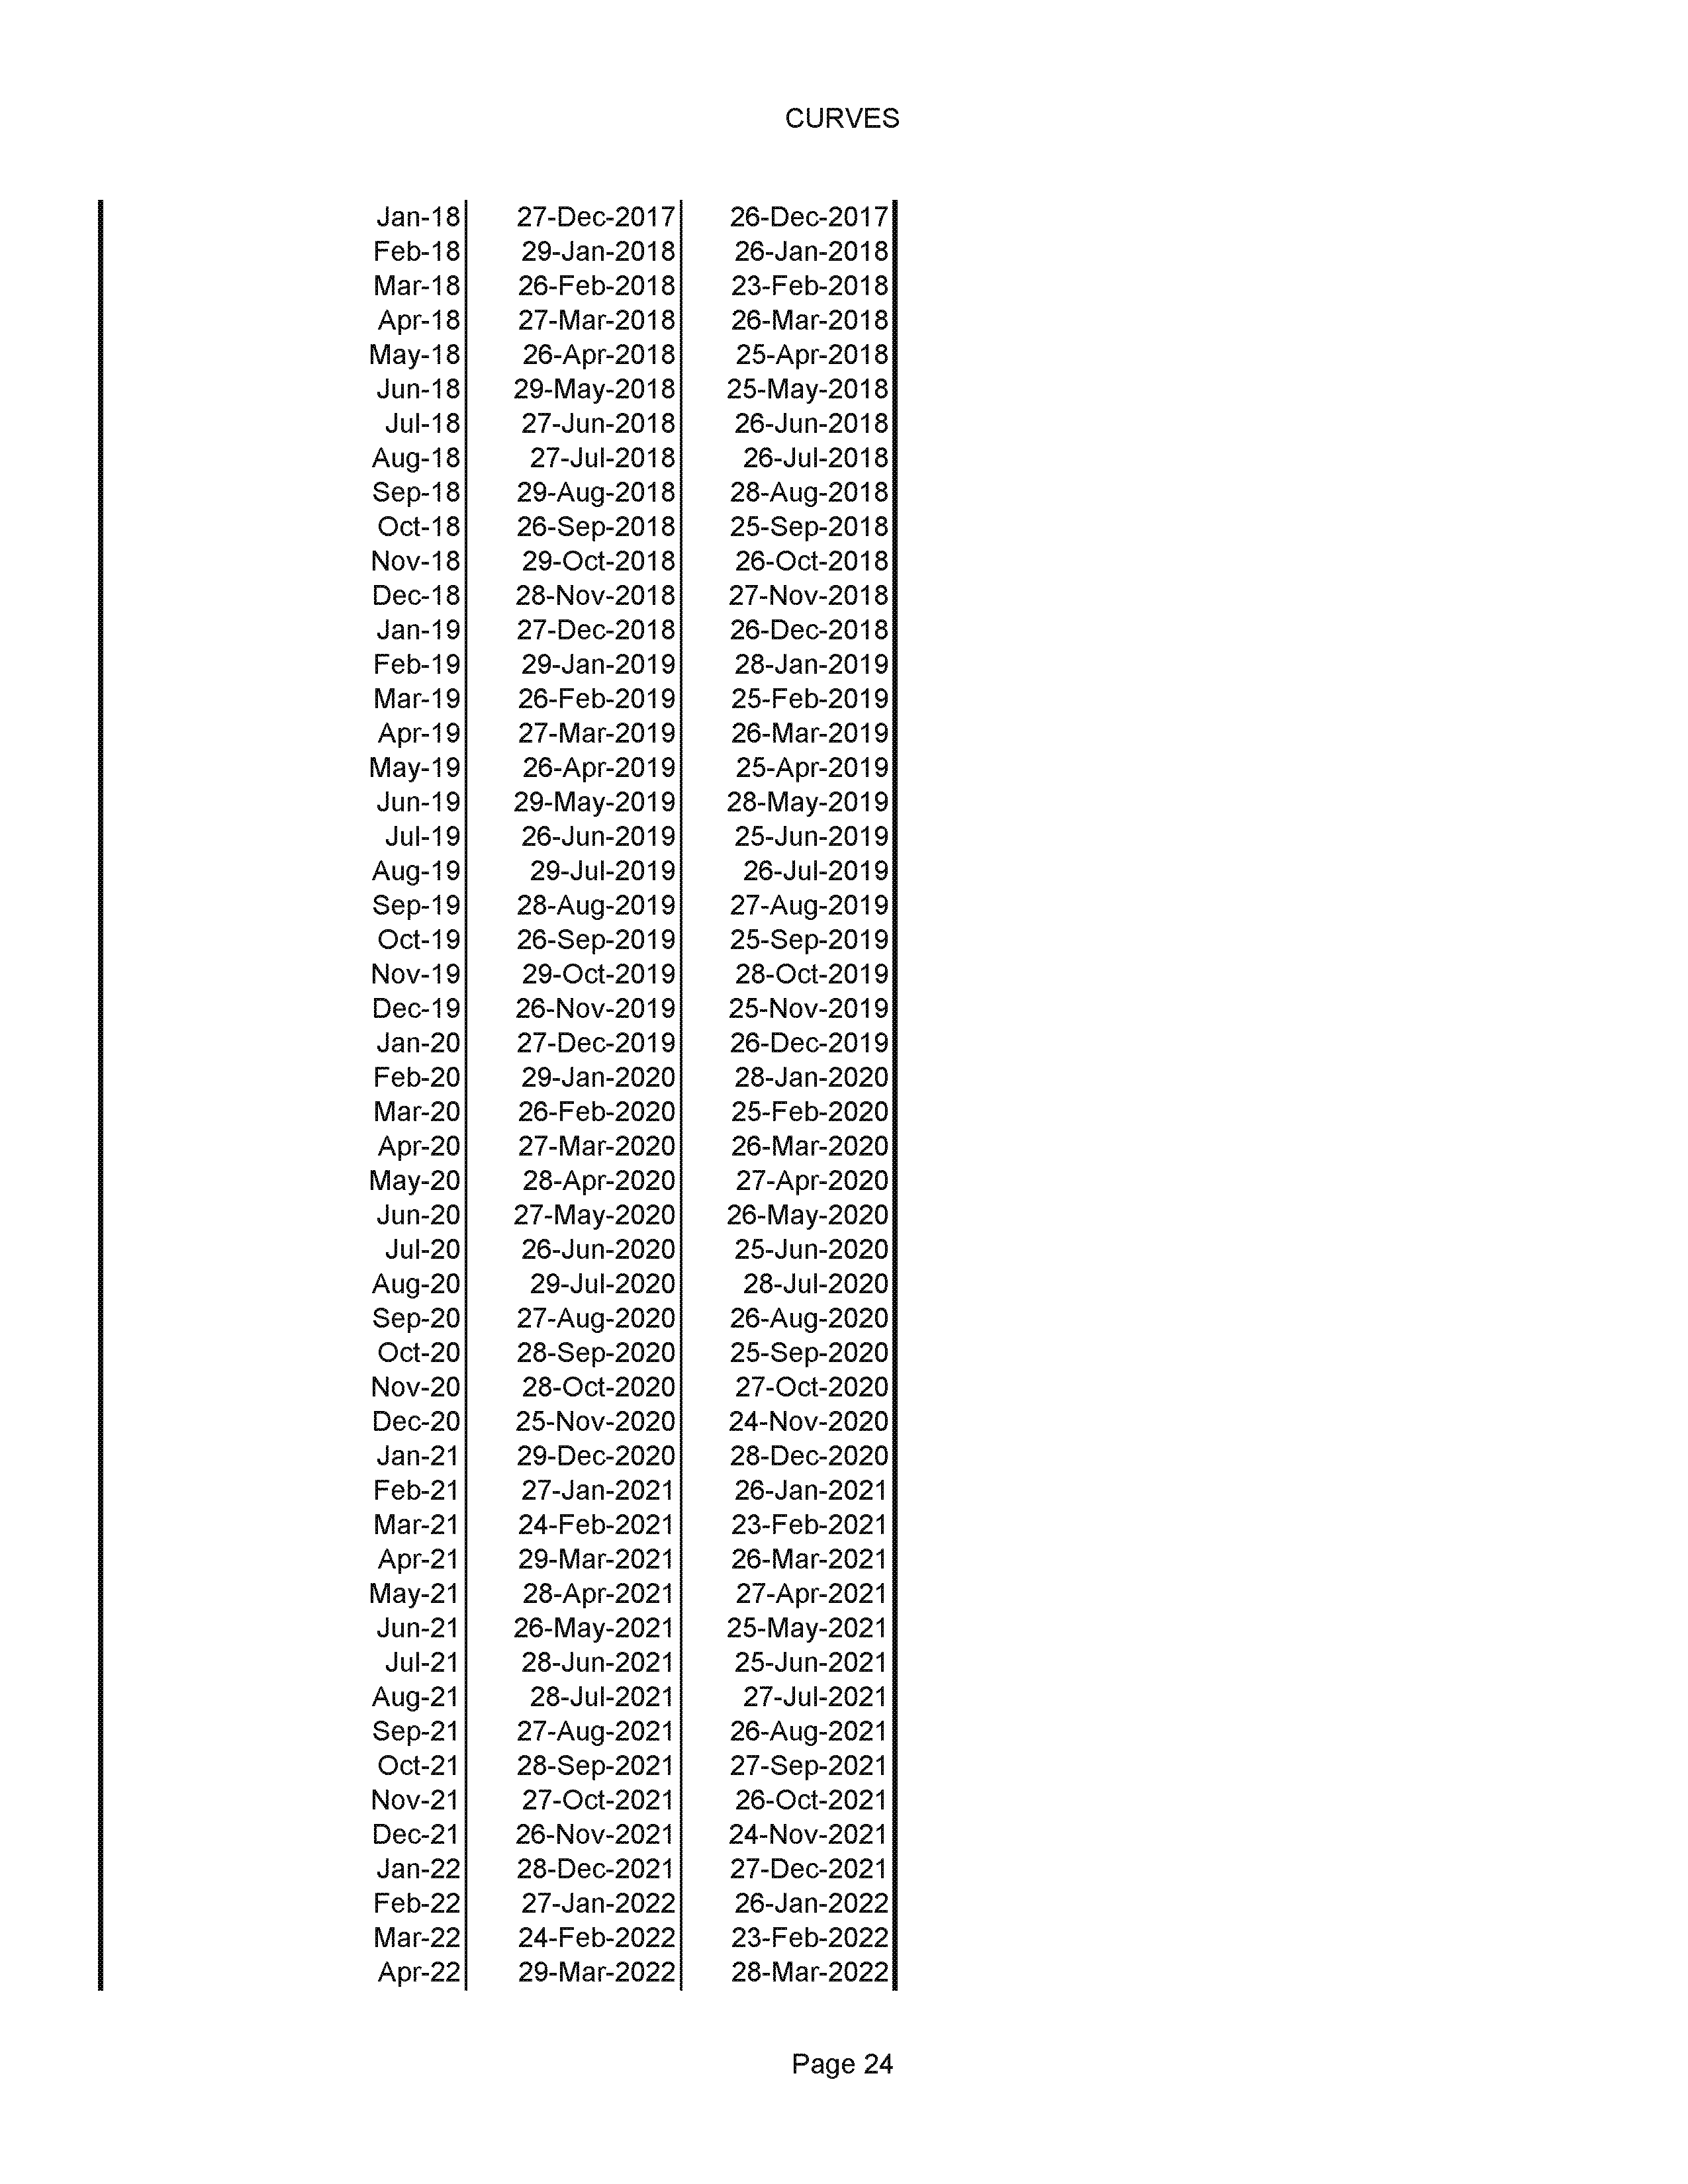 CURVES
Jan-18 27-Dec-2017 26-Dec-2017
Feb-18 29-Jan-2018 26-Jan-2018
Mar-18 26-Feb-2018 23-Feb-2018
Apr-18 27-Mar-2018 26-Mar-2018
May-18 26-Apr-2018 25-Apr-2018
Jun-18 29-May-2018 25-May-2018
Jul-18 27-Jun-2018 26-Jun-2018
Aug-18 27-Jul-2018 26-Jul-2018
Sep-18 29-Aug-2018 28-Aug-2018
Oct-18 26-Sep-2018 25-Sep-2018
Nov-18 29-Oct-2018 26-Oct-2018
Dec-18 28-Nov-2018 27-Nov-2018
Jan-19 27-Dec-2018 26-Dec-2018
Feb-19 29-Jan-2019 28-Jan-2019
Mar-19 26-Feb-2019 25-Feb-2019
Apr-19 27-Mar-2019 26-Mar-2019
May-19 26-Apr-2019 25-Apr-2019
Jun-19 29-May-2019 28-May-2019
Jul-19 26-Jun-2019 25-Jun-2019
Aug-19 29-Jul-2019 26-Jul-2019
Sep-19 28-Aug-2019 27-Aug-2019
Oct-19 26-Sep-2019 25-Sep-2019
Nov-19 29-Oct-2019 28-Oct-2019
Dec-19 26-Nov-2019 25-Nov-2019
Jan-20 27-Dec-2019 26-Dec-2019
Feb-20 29-Jan-2020 28-Jan-2020
Mar-20 26-Feb-2020 25-Feb-2020
Apr-20 27-Mar-2020 26-Mar-2020
May-20 28-Apr-2020 27-Apr-2020
Jun-20 27-May-2020 26-May-2020
Jul-20 26-Jun-2020 25-Jun-2020
Aug-20 29-Jul-2020 28-Jul-2020
Sep-20 27-Aug-2020 26-Aug-2020
Oct-20 28-Sep-2020 25-Sep-2020
Nov-20 28-Oct-2020 27-Oct-2020
Dec-20 25-Nov-2020 24-Nov-2020
Jan-21 29-Dec-2020 28-Dec-2020
Feb-21 27-Jan-2021 26-Jan-2021
Mar-21 24-Feb-2021 23-Feb-2021
Apr-21 29-Mar-2021 26-Mar-2021
May-21 28-Apr-2021 27-Apr-2021
Jun-21 26-May-2021 25-May-2021
Jul-21 28-Jun-2021 25-Jun-2021
Aug-21 28-Jul-2021 27-Jul-2021
Sep-21 27-Aug-2021 26-Aug-2021
Oct-21 28-Sep-2021 27-Sep-2021
Nov-21 27-Oct-2021 26-Oct-2021
Dec-21 26-Nov-2021 24-Nov-2021
Jan-22 28-Dec-2021 27-Dec-2021
Feb-22 27-Jan-2022 26-Jan-2022
Mar-22 24-Feb-2022 23-Feb-2022
Apr-22 29-Mar-2022 28-Mar-2022
Page 24